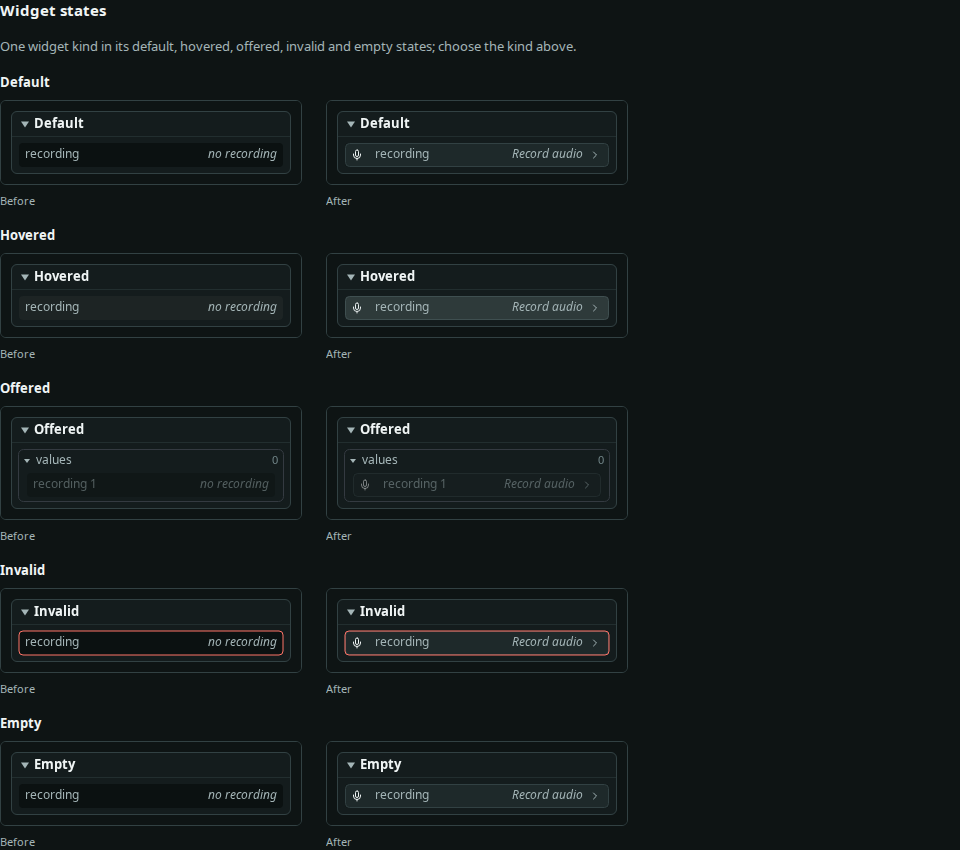 Widget states
One widget kind in its default, hovered, offered, invalid and empty states; choose the kind above.
Default
Default
recording no recording
Before
Default
recording Record audio
After
Hovered
Hovered
recording no recording
Before
Hovered
recording Record audio
After
Offered
Offered
values 0
recording 1 no recording
Before
Offered
values 0
recording 1 Record audio
After
Invalid
Invalid
recording no recording
Before
Invalid
recording Record audio
After
Empty
Empty
recording no recording
Before
Empty
recording Record audio
After